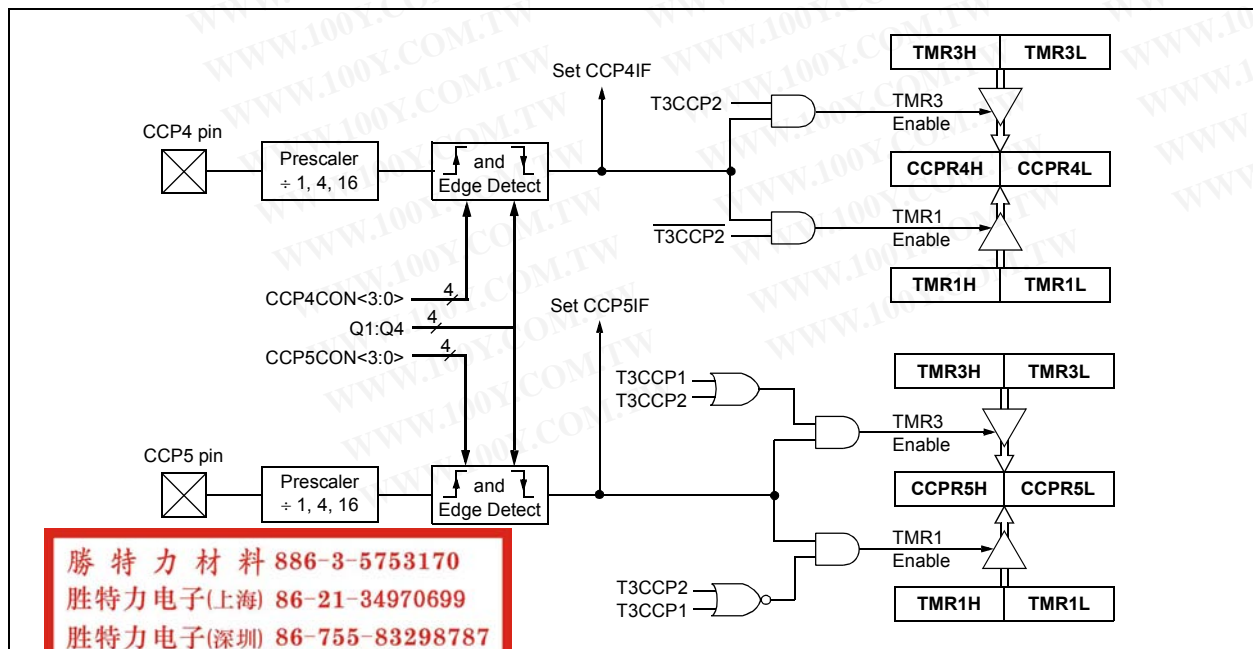 Set CCP4IF
TMR3H TMR3L
T3CCP2
TMR3
Enable
CCP4 pin
Prescaler
÷ 1, 4, 16
and
Edge Detect
CCPR4H CCPR4L
T3CCP2
TMR1
Enable
TMR1H TMR1L
CCP4CON<3:0> 4
Q1:Q4 4
CCP5CON<3:0> 4
Set CCP5IF
TMR3H TMR3L
T3CCP1
T3CCP2
TMR3
Enable
CCP5 pin
Prescaler
÷ 1, 4, 16
and
Edge Detect
CCPR5H CCPR5L
TMR1
Enable
T3CCP2
T3CCP1
TMR1H TMR1L
勝特力材料 886-3-5753170
胜特力电子(上海) 86-21-34970699
胜特力电子(深圳) 86-755-83298787
WWW.100Y.COM.TW